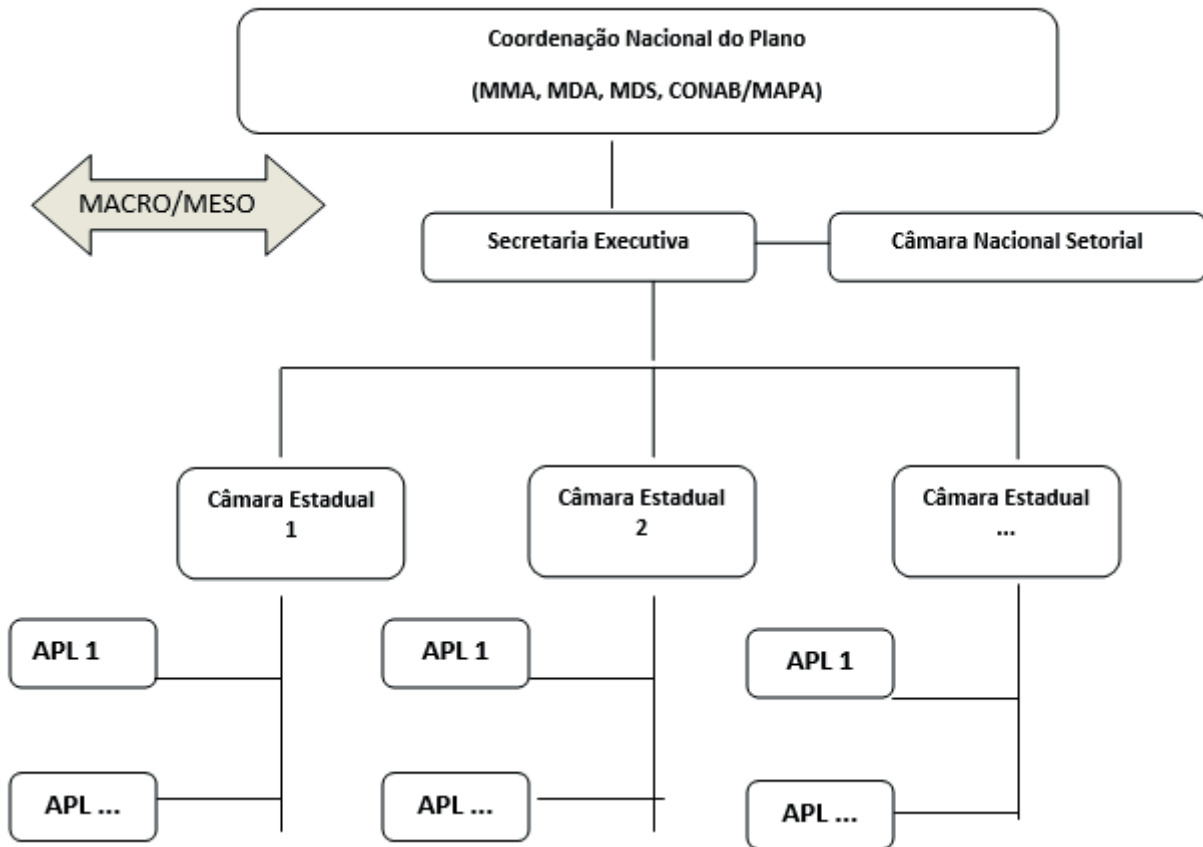 Coordenação Nacional do Plano
(MMA, MDA, MDS, CONAB/MAPA)
MACRO/MESO
Secretaria Executiva
Câmara Nacional Setorial
Câmara Estadual
1
Câmara Estadual
2
Câmara Estadual
...
APL 1
APL 1
APL 1
APL ...
APL ...
APL ...